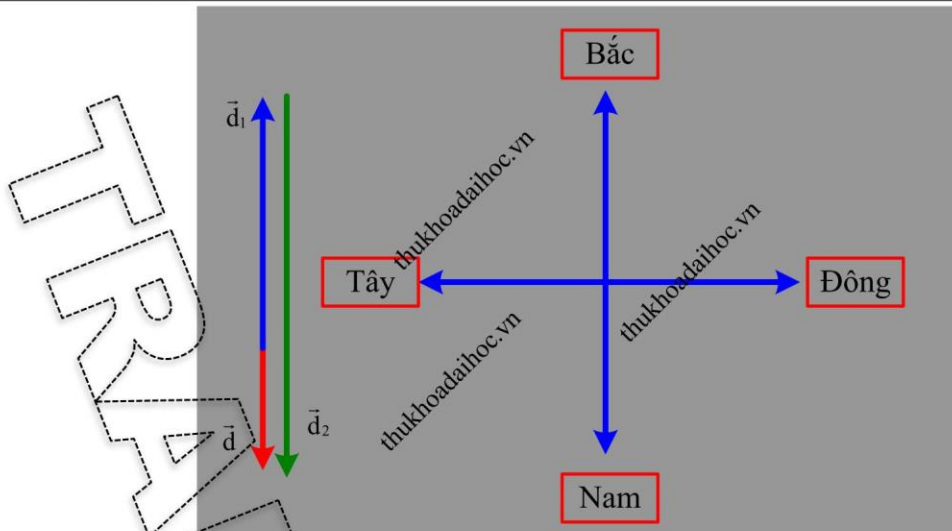 Bắc
d⃗₁
thukhoadaihoc.vn
Tây
thukhoadaihoc.vn
Đông
thukhoadaihoc.vn
d⃗
d⃗₂
Nam
TRA